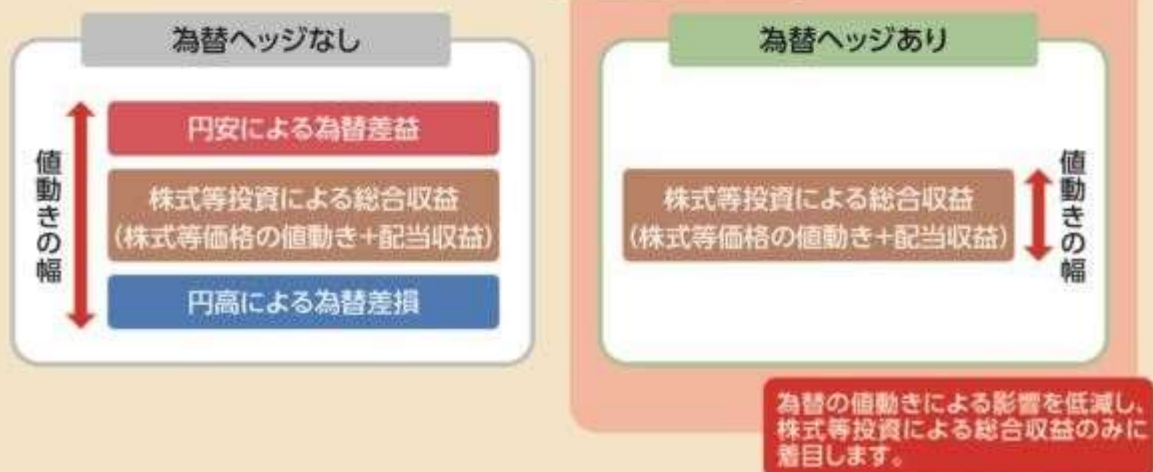 為替ヘッジなし
値動きの幅
円安による為替差益
株式等投資による総合収益
(株式等価格の値動き+配当収益)
円高による為替差損
為替ヘッジあり
株式等投資による総合収益
(株式等価格の値動き+配当収益)
値動きの幅
為替の値動きによる影響を低減し、
株式等投資による総合収益のみに
着目します。